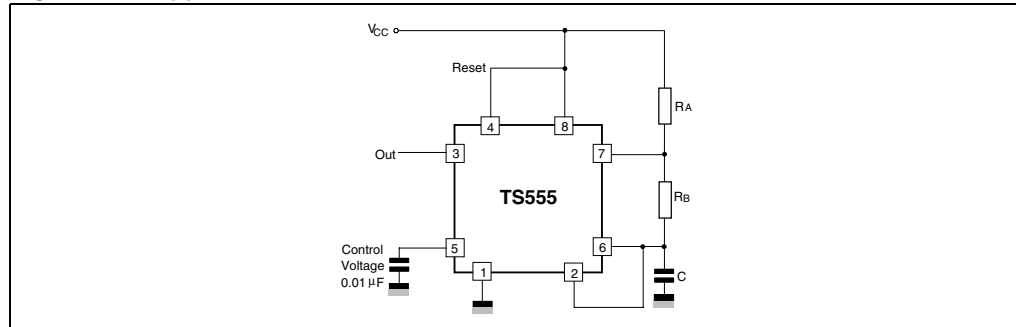 VCC
Reset
RA
4
8
Out
3
7
TS555
RB
5
6
Control
Voltage
0.01 μF
1
2
C